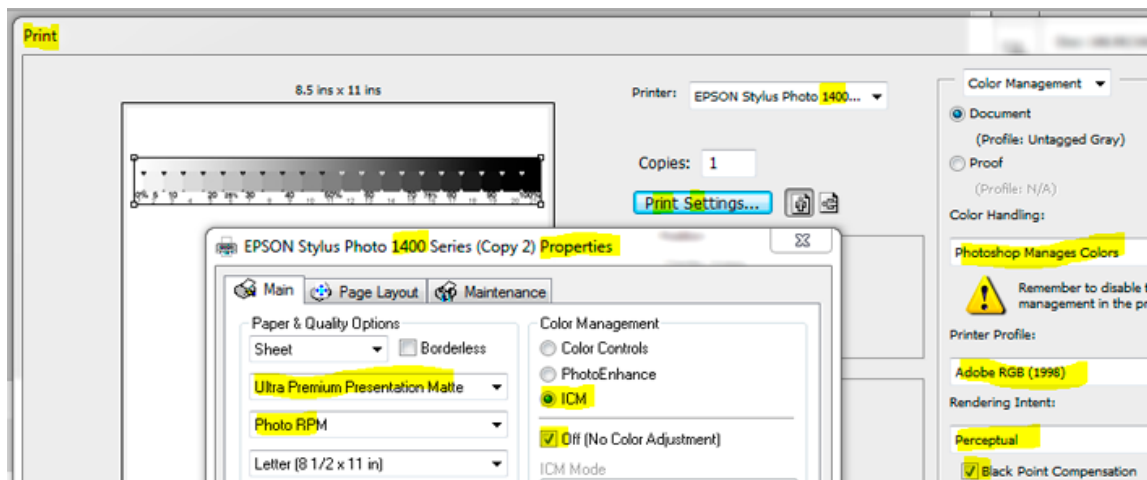 Print
8.5 ins x 11 ins
Printer: EPSON Stylus Photo 1400...
Copies: 1
Print Settings...
Color Management
Document
(Profile: Untagged Gray)
Proof
(Profile: N/A)
Color Handling:
Photoshop Manages Colors
Remember to disable
management in the
Printer Profile:
Adobe RGB (1998)
Rendering Intent:
Perceptual
Black Point Compensation
EPSON Stylus Photo 1400 Series (Copy 2) Properties
Main Page Layout Maintenance
Paper & Quality Options
Sheet Borderless
Ultra Premium Presentation Matte
Photo RPM
Letter (8 1/2 x 11 in)
Color Management
Color Controls
PhotoEnhance
ICM
Off (No Color Adjustment)
ICM Mode